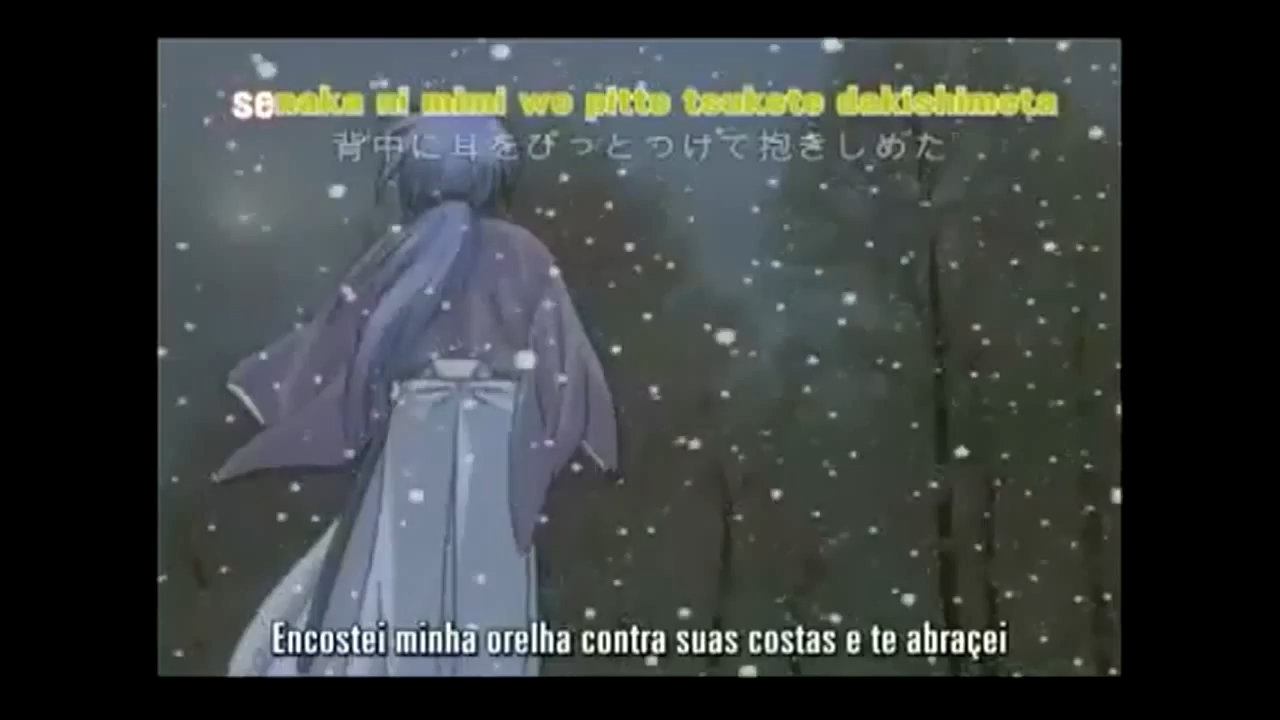 senaka ni mimi wo pitto tsukete dakishimeta
背中に耳をぴっとつけて抱きしめた
Encostei minha orelha contra suas costas e te abraçei